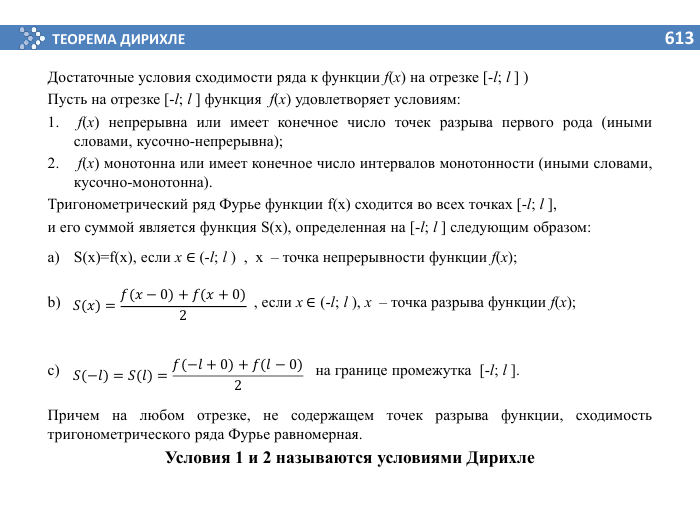 ТЕОРЕМА ДИРИХЛЕ 613
Достаточные условия сходимости ряда к функции f(x) на отрезке [-l; l ] )
Пусть на отрезке [-l; l ] функция f(x) удовлетворяет условиям:
1. f(x) непрерывна или имеет конечное число точек разрыва первого рода (иными
словами, кусочно-непрерывна);
2. f(x) монотонна или имеет конечное число интервалов монотонности (иными словами,
кусочно-монотонна).
Тригонометрический ряд Фурье функции f(x) сходится во всех точках [-l; l ],
и его суммой является функция S(x), определенная на [-l; l ] следующим образом:
a) S(x)=f(x), если x ∈ (-l; l ) , x – точка непрерывности функции f(x);
b) S(x) = (f(x − 0) + f(x + 0))/2 , если x ∈ (-l; l ), x – точка разрыва функции f(x);
c) S(−l) = S(l) = (f(−l + 0) + f(l − 0))/2 на границе промежутка [-l; l ].
Причем на любом отрезке, не содержащем точек разрыва функции, сходимость
тригонометрического ряда Фурье равномерная.
Условия 1 и 2 называются условиями Дирихле